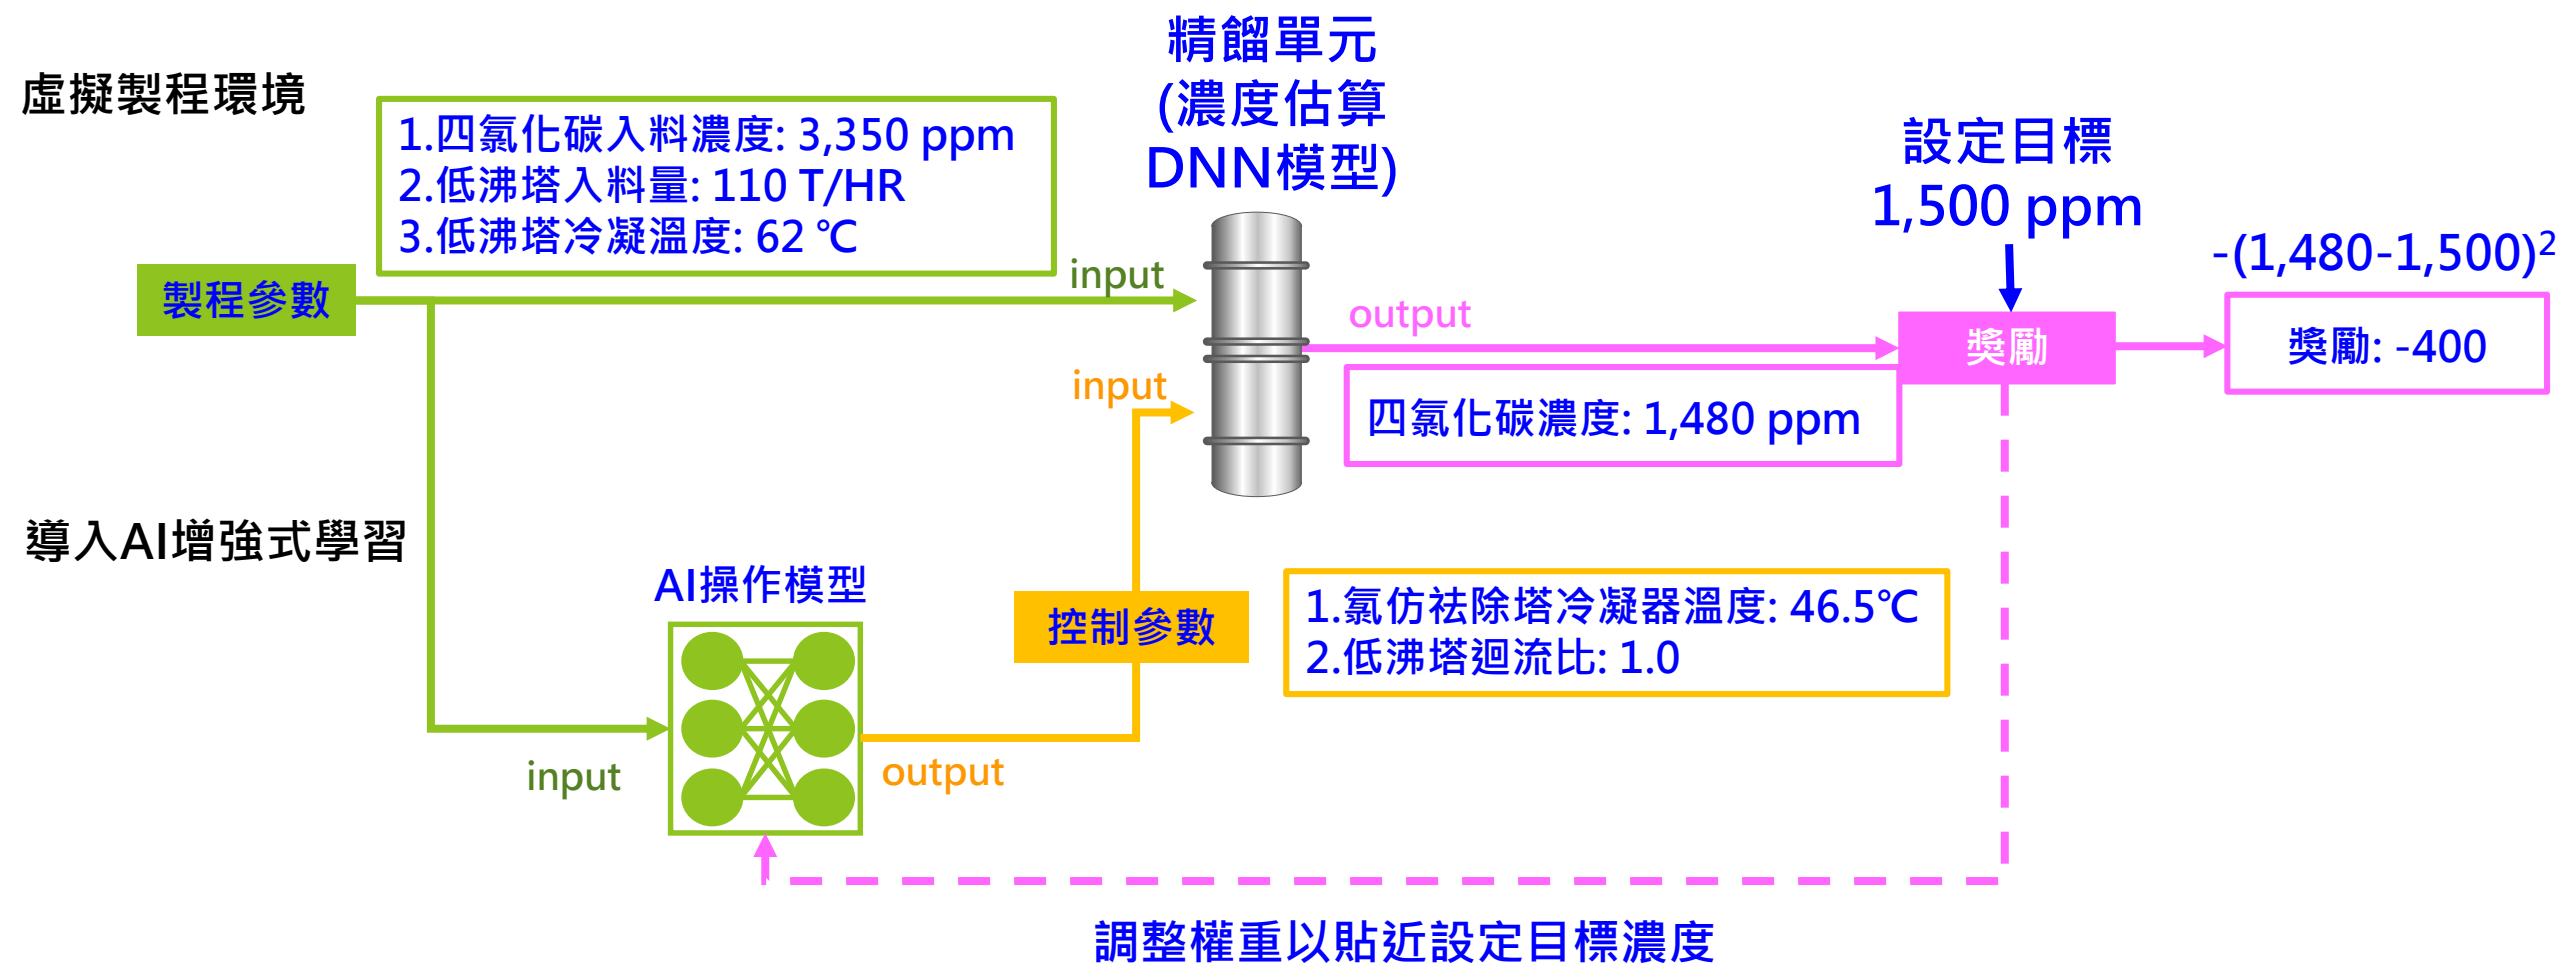 虛擬製程環境
1.四氯化碳入料濃度: 3,350 ppm
2.低沸塔入料量: 110 T/HR
3.低沸塔冷凝溫度: 62 ℃
製程參數
input
精餾單元
(濃度估算
DNN模型)
input
output
四氯化碳濃度: 1,480 ppm
設定目標
1,500 ppm
獎勵
-(1,480-1,500)²
獎勵: -400
導入AI增強式學習
AI操作模型
input
output
控制參數
1.氯仿祛除塔冷凝器溫度: 46.5℃
2.低沸塔迴流比: 1.0
調整權重以貼近設定目標濃度